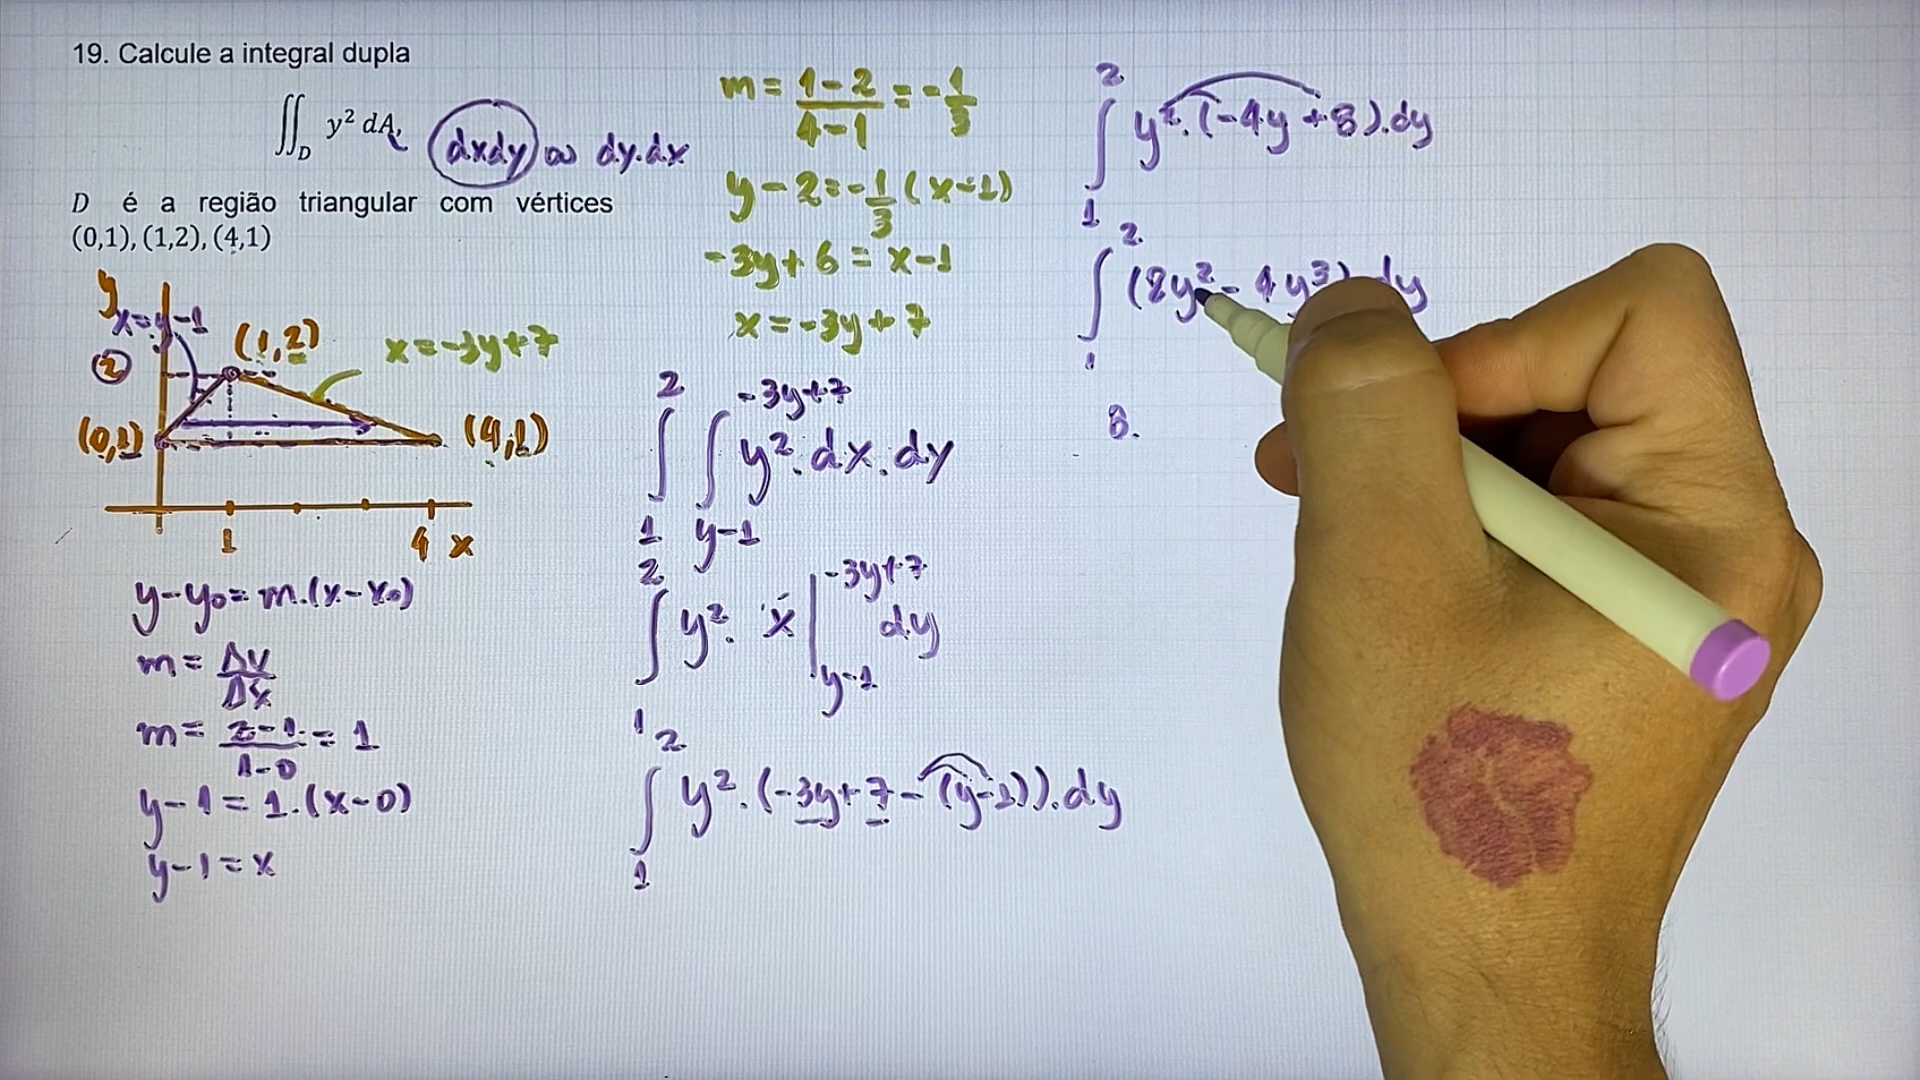 19. Calcule a integral dupla
∬_D y² dA,
dxdy ou dy.dx
D é a região triangular com vértices
(0,1), (1,2), (4,1)
y
x=y-1
2
(1,2)
x=-3y+7
(0,1)
(4,1)
1
4 x
y-y₀=m.(x-x₀)
m=Δy/Δx
m=2-1/1-0=1
y-1=1.(x-0)
y-1=x
m=1-2/4-1=-1/3
y-2=-1/3(x-1)
-3y+6=x-1
x=-3y+7
∫₁² ∫_{y-1}^{-3y+7} y².dx.dy
∫₁² y².x|_{y-1}^{-3y+7} dy
∫₁² y².(-3y+7-(y-1)).dy
∫₁² y².(-4y+8).dy
∫₁² (8y²-4y³) dy
8.